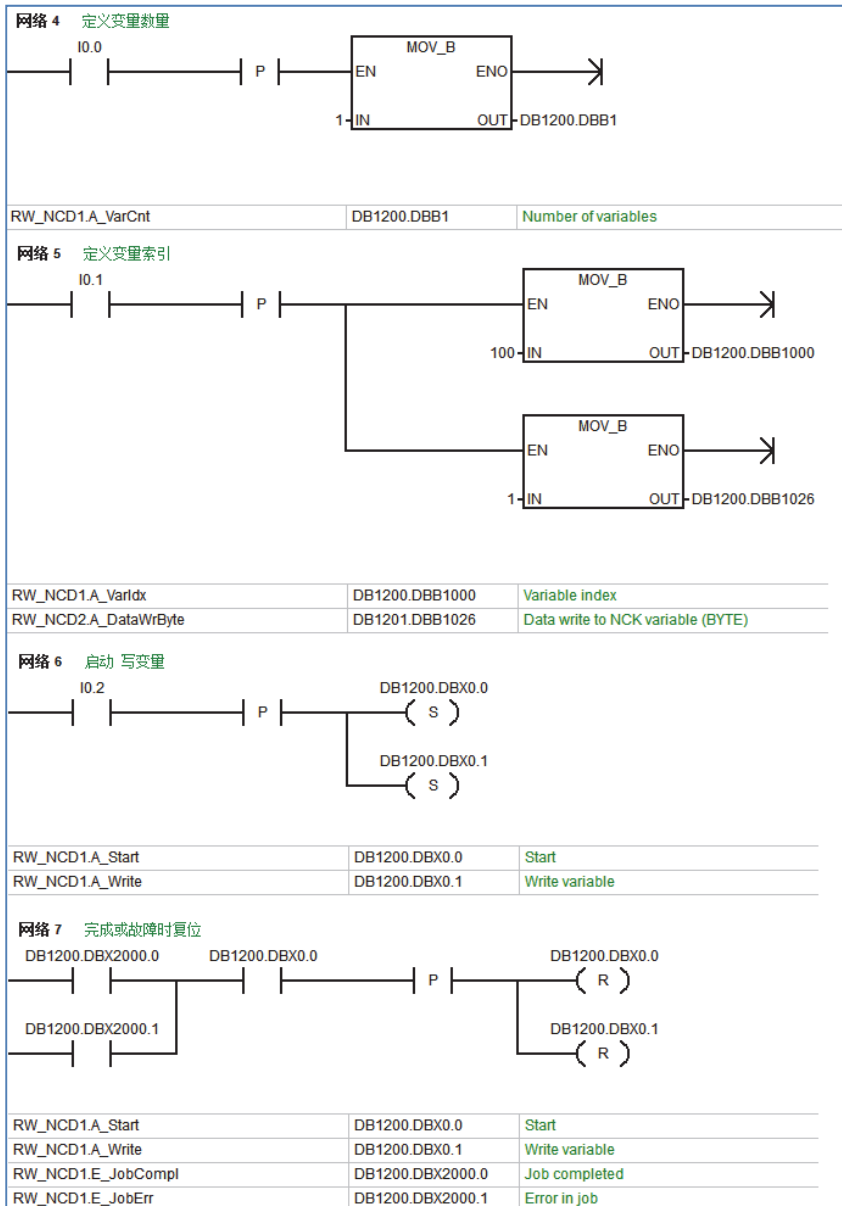 网络 4 定义变量数量
I0.0
P
MOV_B
EN ENO
1 IN OUT DB1200.DBB1
RW_NCD1.A_VarCnt DB1200.DBB1 Number of variables
网络 5 定义变量索引
I0.1
P
MOV_B
EN ENO
100 IN OUT DB1200.DBB1000
MOV_B
EN ENO
1 IN OUT DB1200.DBB1026
RW_NCD1.A_VarIdx DB1200.DBB1000 Variable index
RW_NCD2.A_DataWrByte DB1201.DBB1026 Data write to NCK variable (BYTE)
网络 6 启动 写变量
I0.2 DB1200.DBX0.0
P S
DB1200.DBX0.1
S
RW_NCD1.A_Start DB1200.DBX0.0 Start
RW_NCD1.A_Write DB1200.DBX0.1 Write variable
网络 7 完成或故障时复位
DB1200.DBX2000.0 DB1200.DBX0.0 DB1200.DBX0.0
P R
DB1200.DBX2000.1 DB1200.DBX0.1
R
RW_NCD1.A_Start DB1200.DBX0.0 Start
RW_NCD1.A_Write DB1200.DBX0.1 Write variable
RW_NCD1.E_JobCompl DB1200.DBX2000.0 Job completed
RW_NCD1.E_JobErr DB1200.DBX2000.1 Error in job